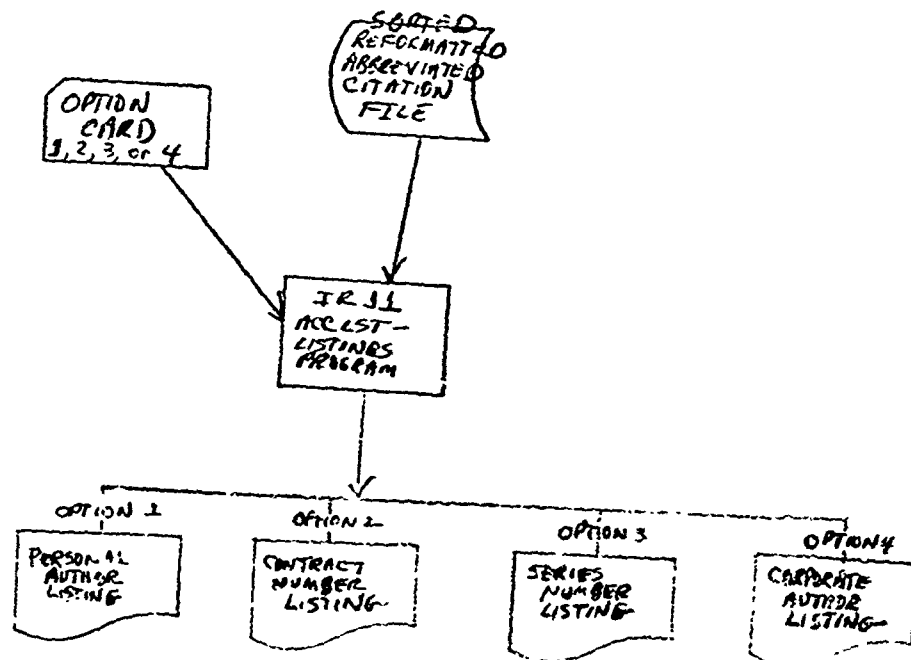 SORTED
REFORMATTED
ABBREVIATED
CITATION
FILE
OPTION
CARD
1, 2, 3, or 4
IR 11
ACCLST-
LISTINGS
PROGRAM
OPTION 1
OPTION 2
OPTION 3
OPTION 4
PERSONAL
AUTHOR
LISTING
CONTRACT
NUMBER
LISTING
SERIES
NUMBER
LISTING
CORPORATE
AUTHOR
LISTING